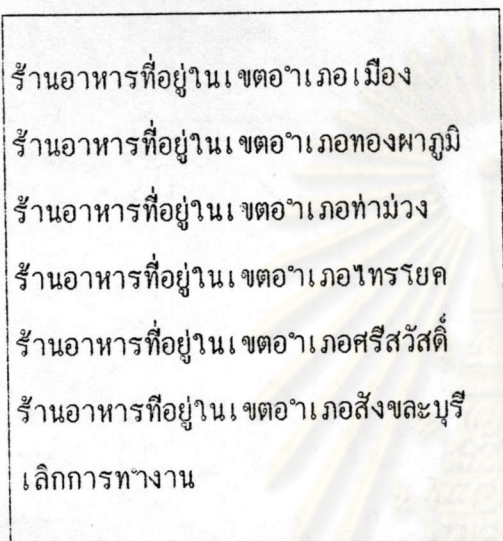 ร้านอาหารที่อยู่ในเขตอำเภอเมือง
ร้านอาหารที่อยู่ในเขตอำเภอทองผาภูมิ
ร้านอาหารที่อยู่ในเขตอำเภอท่าม่วง
ร้านอาหารที่อยู่ในเขตอำเภอไทรโยค
ร้านอาหารที่อยู่ในเขตอำเภอศรีสวัสดิ์
ร้านอาหารที่อยู่ในเขตอำเภอสังขละบุรี
เลิกการทำงาน